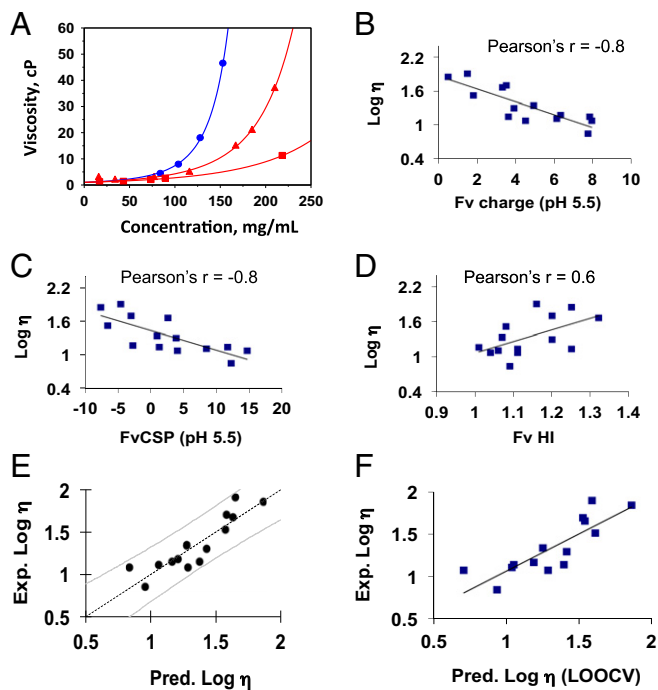 A
60
50
40
30
20
10
0
Viscosity, cP
0 50 100 150 200 250
Concentration, mg/mL
B
Pearson's r = -0.8
2.2
1.6
1
0.4
Log η
0 2 4 6 8 10
Fv charge (pH 5.5)
C
Pearson's r = -0.8
2.2
1.6
1
0.4
Log η
-10 -5 0 5 10 15 20
FvCSP (pH 5.5)
D
Pearson's r = 0.6
2.2
1.6
1
0.4
Log η
0.9 1 1.1 1.2 1.3 1.4
Fv HI
E
2
1.5
1
0.5
Exp. Log η
0.5 1 1.5 2
Pred. Log η
F
2
1.5
1
0.5
Exp. Log η
0.5 1 1.5 2
Pred. Log η (LOOCV)